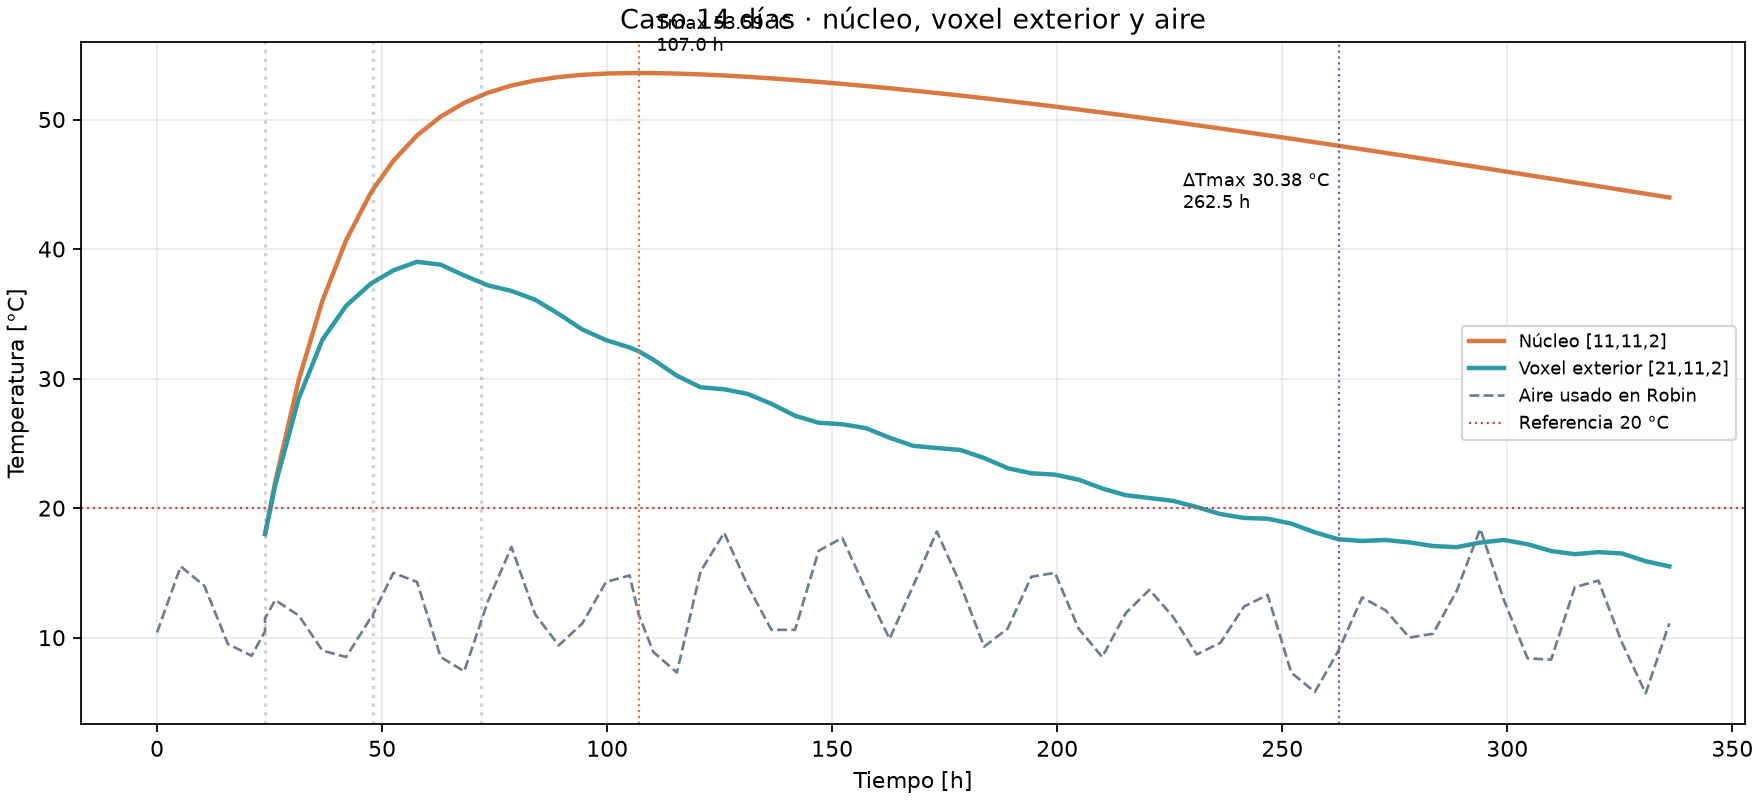 Caso 14 días · núcleo, voxel exterior y aire
107.0 h
ΔTmax 30.38 °C
262.5 h
Núcleo [11,11,2]
Voxel exterior [21,11,2]
Aire usado en Robin
Referencia 20 °C
Temperatura [°C]
50
40
30
20
10
0
50
100
150
200
250
300
350
Tiempo [h]